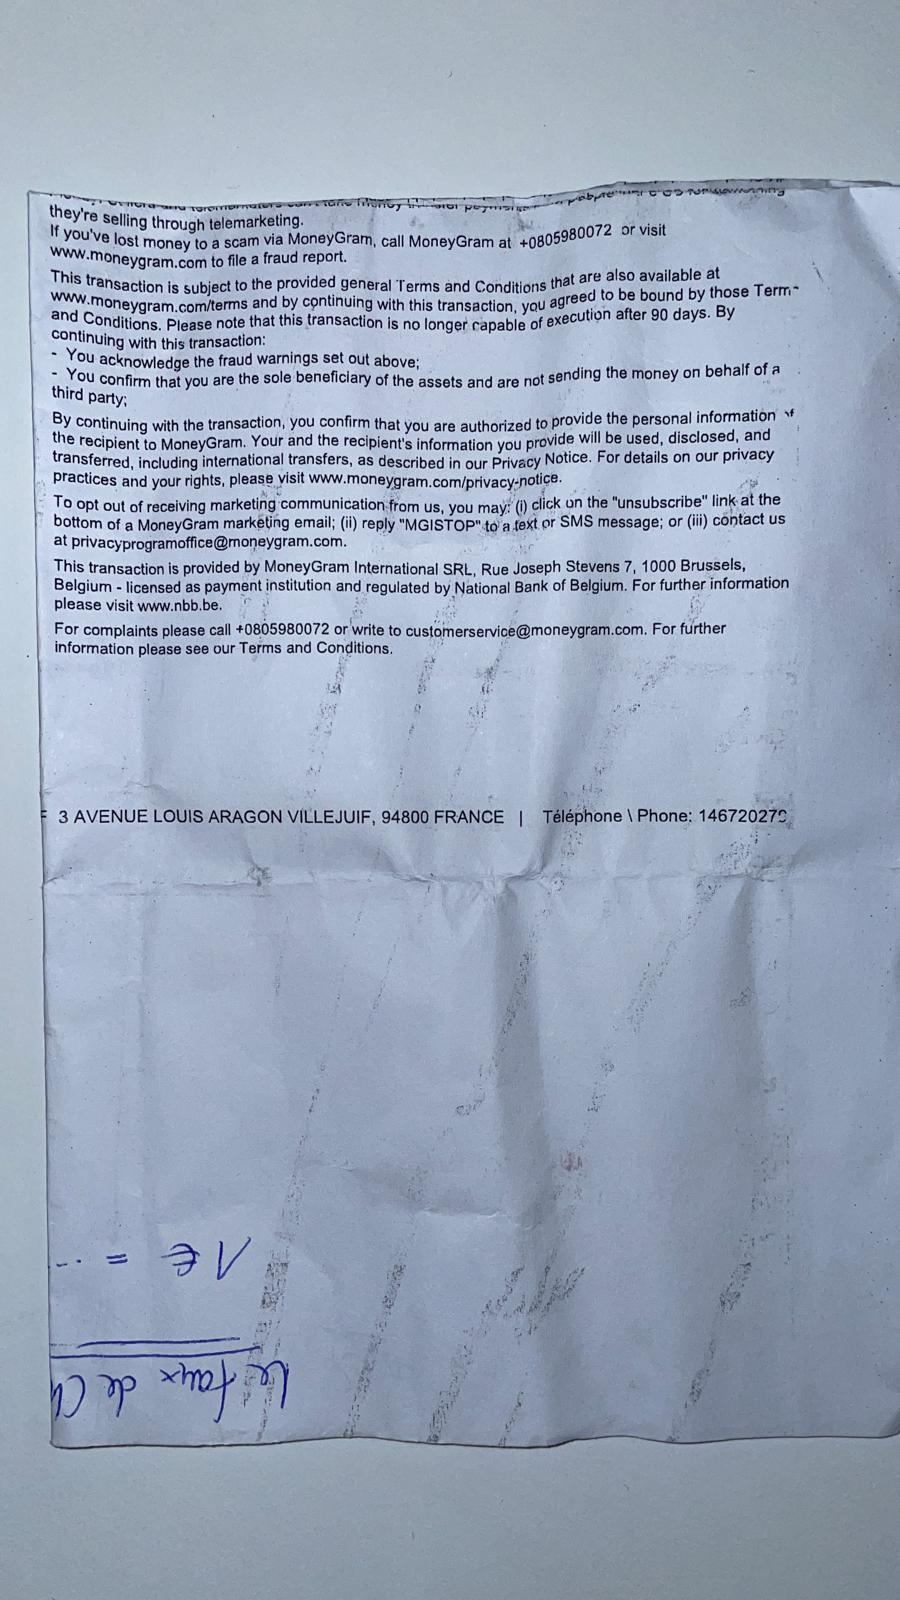 they're selling through telemarketing.
If you've lost money to a scam via MoneyGram, call MoneyGram at +0805980072 or visit
www.moneygram.com to file a fraud report.
This transaction is subject to the provided general Terms and Conditions that are also available at
www.moneygram.com/terms and by continuing with this transaction, you agreed to be bound by those Term
and Conditions. Please note that this transaction is no longer capable of execution after 90 days. By
continuing with this transaction:
- You acknowledge the fraud warnings set out above;
- You confirm that you are the sole beneficiary of the assets and are not sending the money on behalf of a
third party;
By continuing with the transaction, you confirm that you are authorized to provide the personal information
the recipient to MoneyGram. Your and the recipient's information you provide will be used, disclosed, and
transferred, including international transfers, as described in our Privacy Notice. For details on our privacy
practices and your rights, please visit www.moneygram.com/privacy-notice.
To opt out of receiving marketing communication from us, you may: (i) click on the "unsubscribe" link at the
bottom of a MoneyGram marketing email; (ii) reply "MGISTOP" to a text or SMS message; or (iii) contact us
at privacyprogramoffice@moneygram.com.
This transaction is provided by MoneyGram International SRL, Rue Joseph Stevens 7, 1000 Brussels,
Belgium - licensed as payment institution and regulated by National Bank of Belgium. For further information
please visit www.nbb.be.
For complaints please call +0805980072 or write to customerservice@moneygram.com. For further
information please see our Terms and Conditions.
3 AVENUE LOUIS ARAGON VILLEJUIF, 94800 FRANCE | Téléphone \ Phone:
Le taux de
1 € = ...